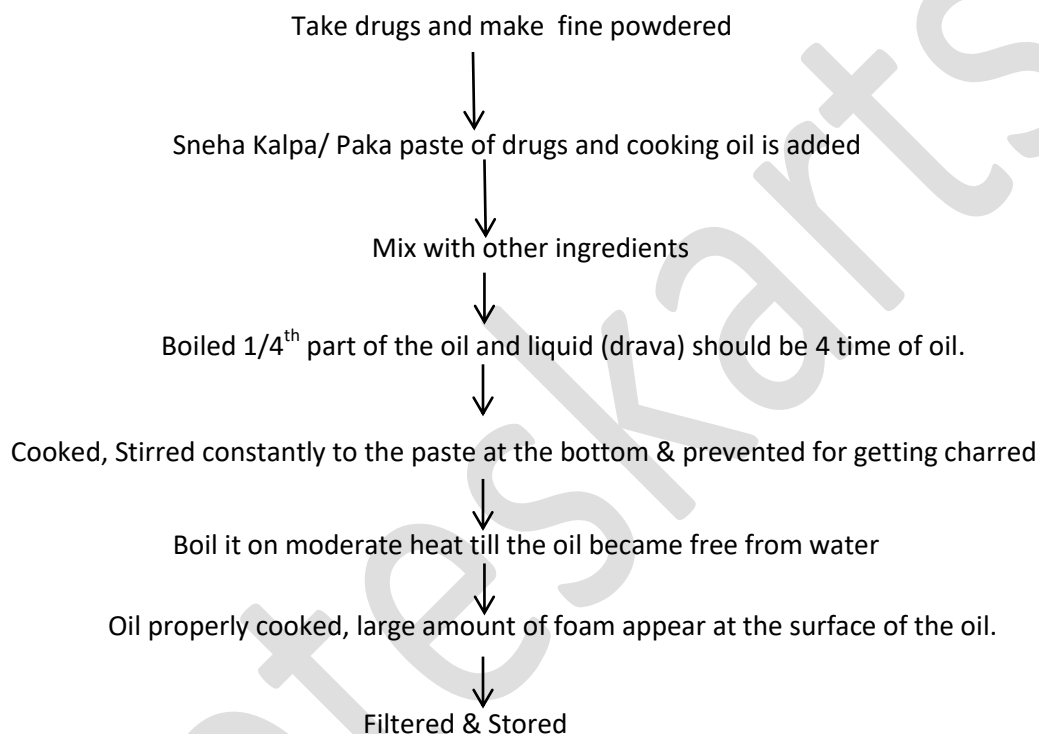 Take drugs and make fine powdered
Sneha Kalpa/ Paka paste of drugs and cooking oil is added
Mix with other ingredients
Boiled 1/4th part of the oil and liquid (drava) should be 4 time of oil.
Cooked, Stirred constantly to the paste at the bottom & prevented for getting charred
Boil it on moderate heat till the oil became free from water
Oil properly cooked, large amount of foam appear at the surface of the oil.
Filtered & Stored
teskarts